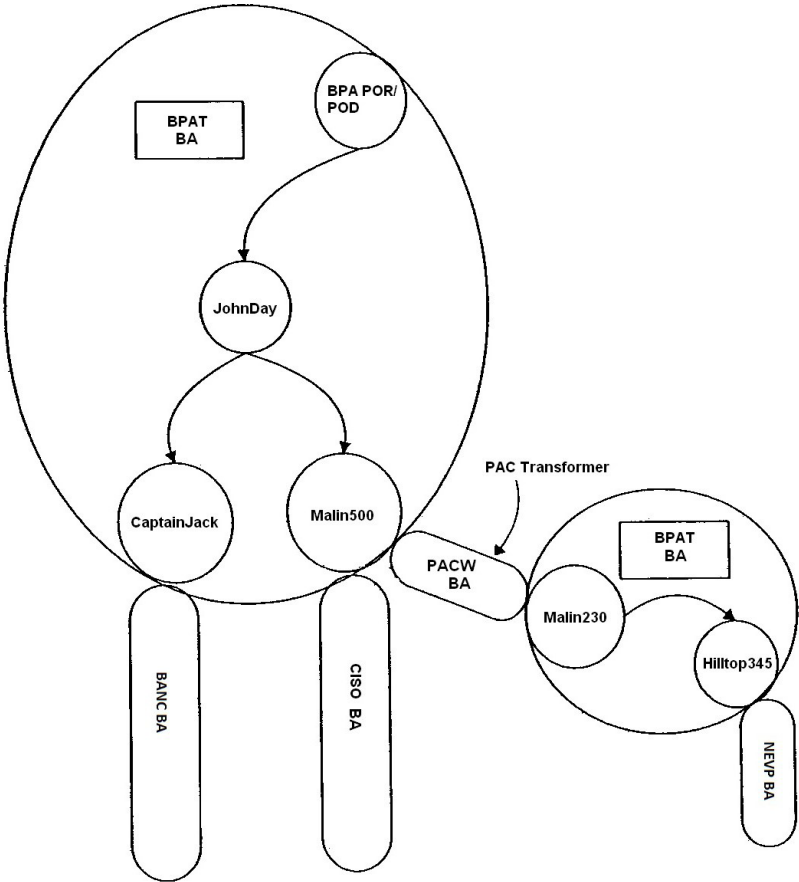 BPA POR/
POD
BPAT
BA
JohnDay
PAC Transformer
CaptainJack
Malin500
BPAT
BA
PACW
BA
Malin230
Hilltop345
BANC BA
CISO BA
NEVP BA